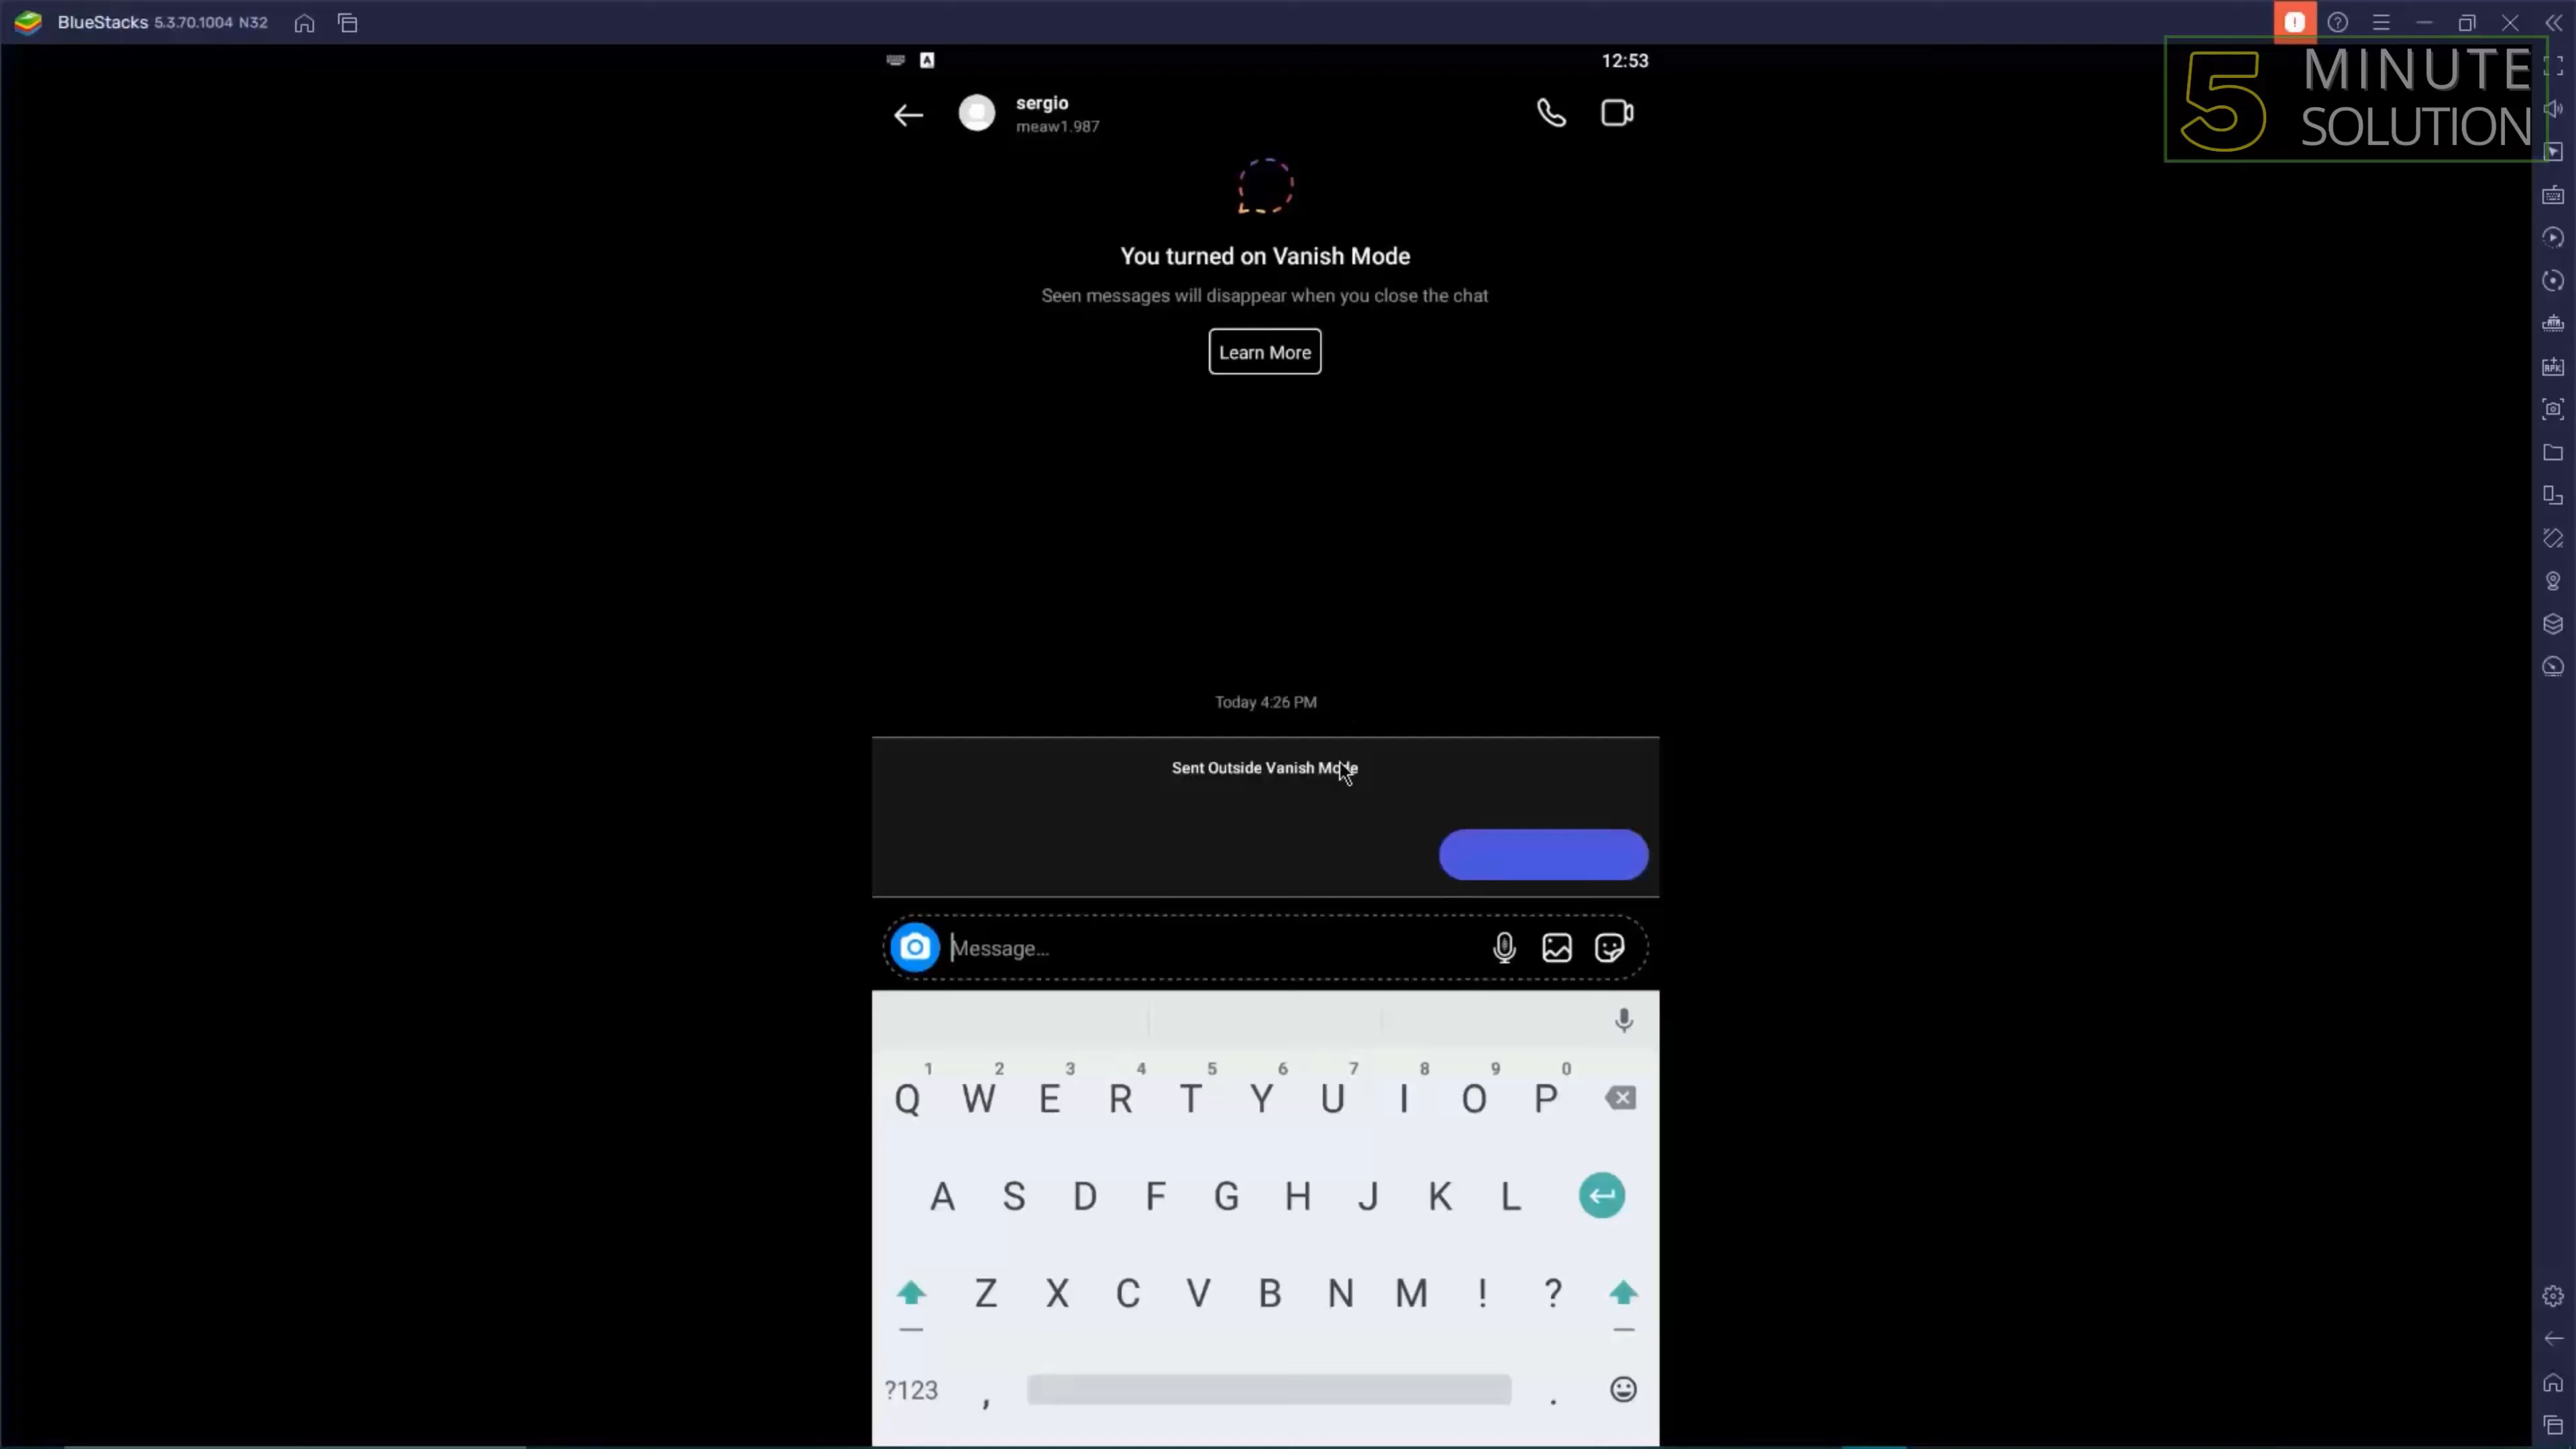 BlueStacks 5.3.70.1004 N32
5 MINUTE
SOLUTION
12:53
sergio
meaw1.987
You turned on Vanish Mode
Seen messages will disappear when you close the chat
Learn More
Today 4:26 PM
Sent Outside Vanish Mode
Message...
1 2 3 4 5 6 7 8 9 0
Q W E R T Y U I O P
A S D F G H J K L
Z X C V B N M ! ?
?123 , .